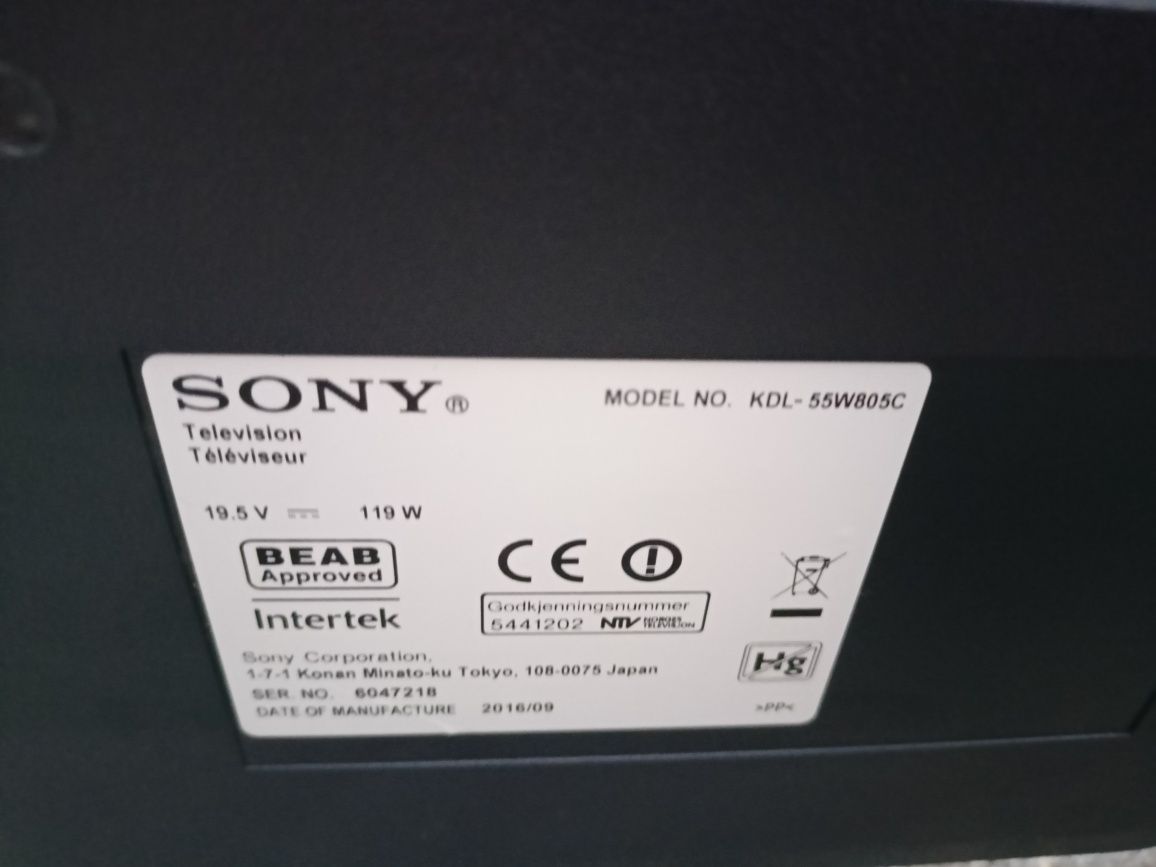 SONY®
MODEL NO. KDL-55W805C
Television
Téléviseur
19.5 V 119 W
BEAB
Approved
Intertek
CE
Godkjenningsnummer
5441202 NTV NORGES TELEVISJON
Sony Corporation,
1-7-1 Konan Minato-ku Tokyo, 108-0075 Japan
SER. NO. 6047218
DATE OF MANUFACTURE 2016/09
Hg
>PP<